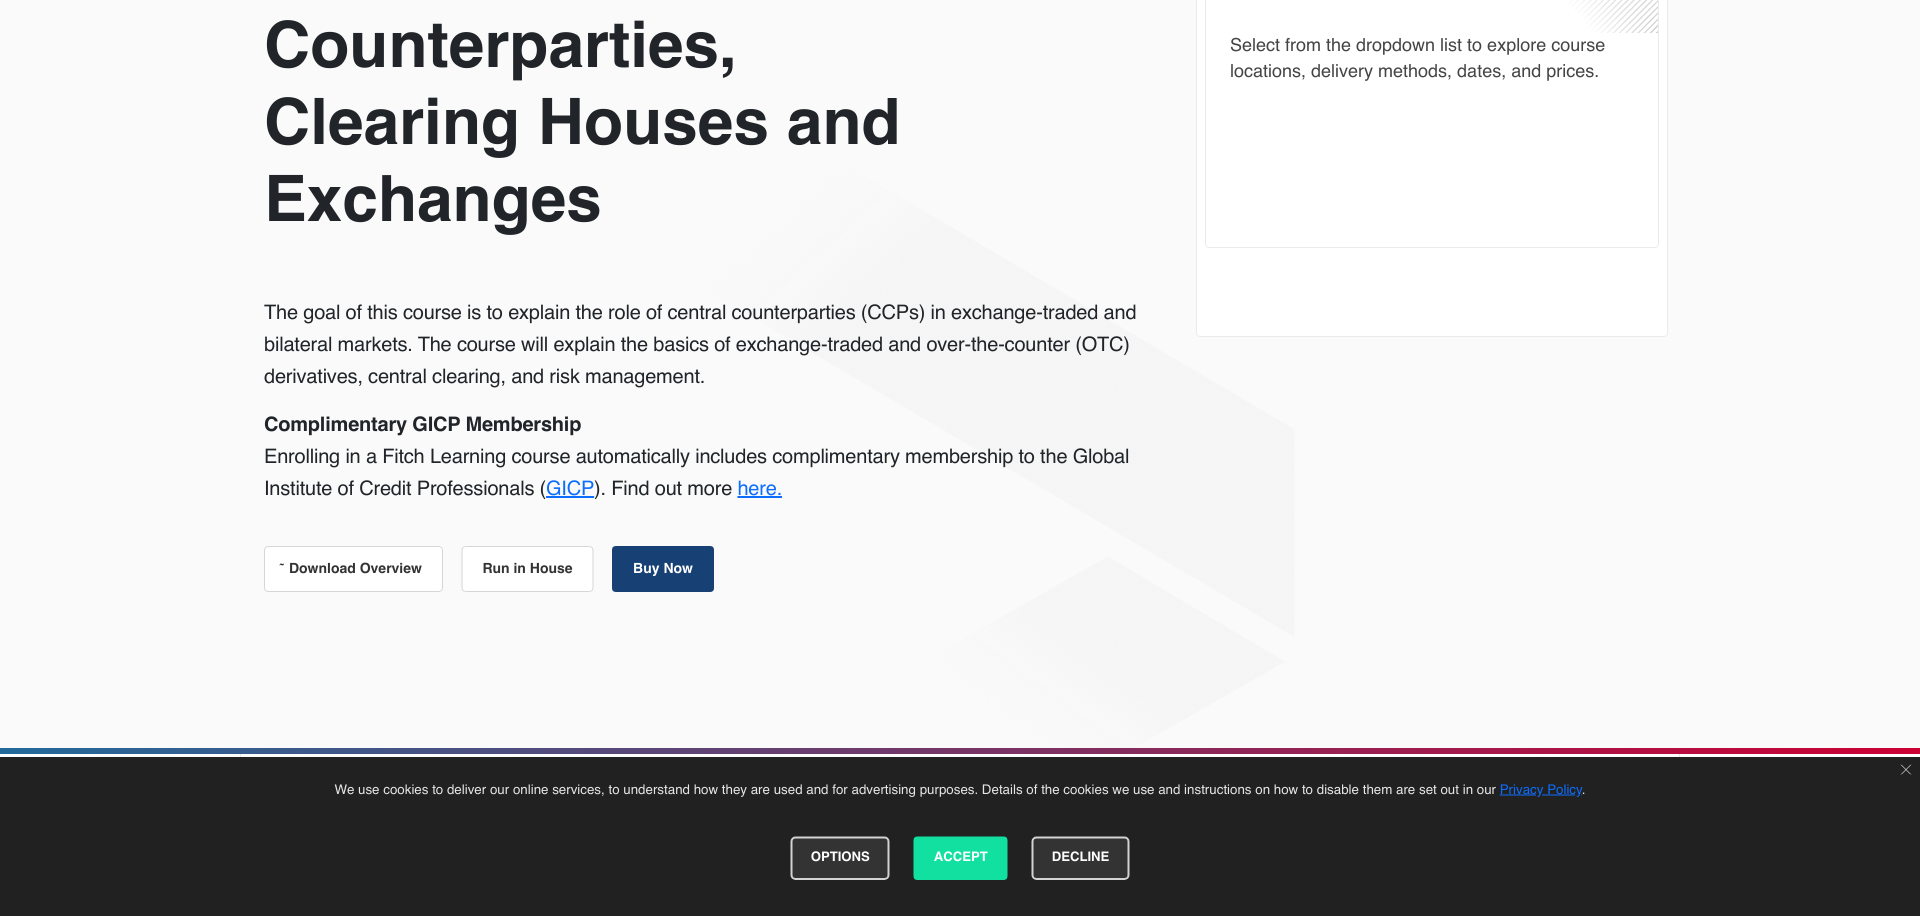 Counterparties,
Clearing Houses and
Exchanges
Select from the dropdown list to explore course
locations, delivery methods, dates, and prices.
The goal of this course is to explain the role of central counterparties (CCPs) in exchange-traded and
bilateral markets. The course will explain the basics of exchange-traded and over-the-counter (OTC)
derivatives, central clearing, and risk management.
Complimentary GICP Membership
Enrolling in a Fitch Learning course automatically includes complimentary membership to the Global
Institute of Credit Professionals (GICP). Find out more here.
˜ Download Overview
Run in House
Buy Now
We use cookies to deliver our online services, to understand how they are used and for advertising purposes. Details of the cookies we use and instructions on how to disable them are set out in our Privacy Policy.
OPTIONS
ACCEPT
DECLINE